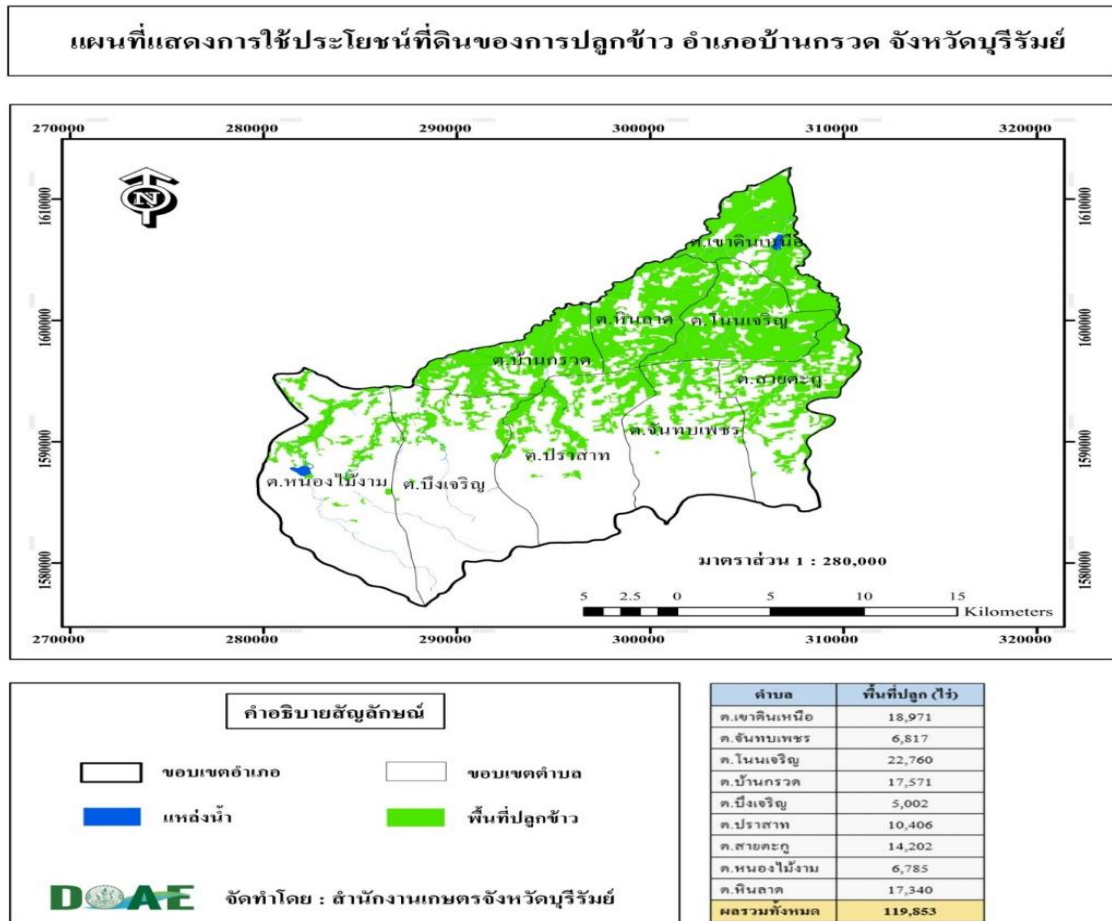 แผนที่แสดงการใช้ประโยชน์ที่ดินของการปลูกข้าว อำเภอบ้านกรวด จังหวัดบุรีรัมย์
270000 280000 290000 300000 310000 320000
N
1610000 1610000
ต.เขาดินเหนือ
1600000 1600000
ต.หินลาด ต.โนนเจริญ
ต.บ้านกรวด
ต.สายตะกู
ต.จันทบเพชร
1590000 1590000
ต.ปราสาท
ต.หนองไม้งาม ต.บึงเจริญ
1580000 1580000
มาตราส่วน 1 : 280,000
5 2.5 0 5 10 15
Kilometers
270000 280000 290000 300000 310000 320000
คำอธิบายสัญลักษณ์
ขอบเขตอำเภอ ขอบเขตตำบล
แหล่งน้ำ พื้นที่ปลูกข้าว
DOAE จัดทำโดย : สำนักงานเกษตรจังหวัดบุรีรัมย์
ตำบล พื้นที่ปลูก (ไร่)
ต.เขาดินเหนือ 18,971
ต.จันทบเพชร 6,817
ต.โนนเจริญ 22,760
ต.บ้านกรวด 17,571
ต.บึงเจริญ 5,002
ต.ปราสาท 10,406
ต.สายตะกู 14,202
ต.หนองไม้งาม 6,785
ต.หินลาด 17,340
ผลรวมทั้งหมด 119,853